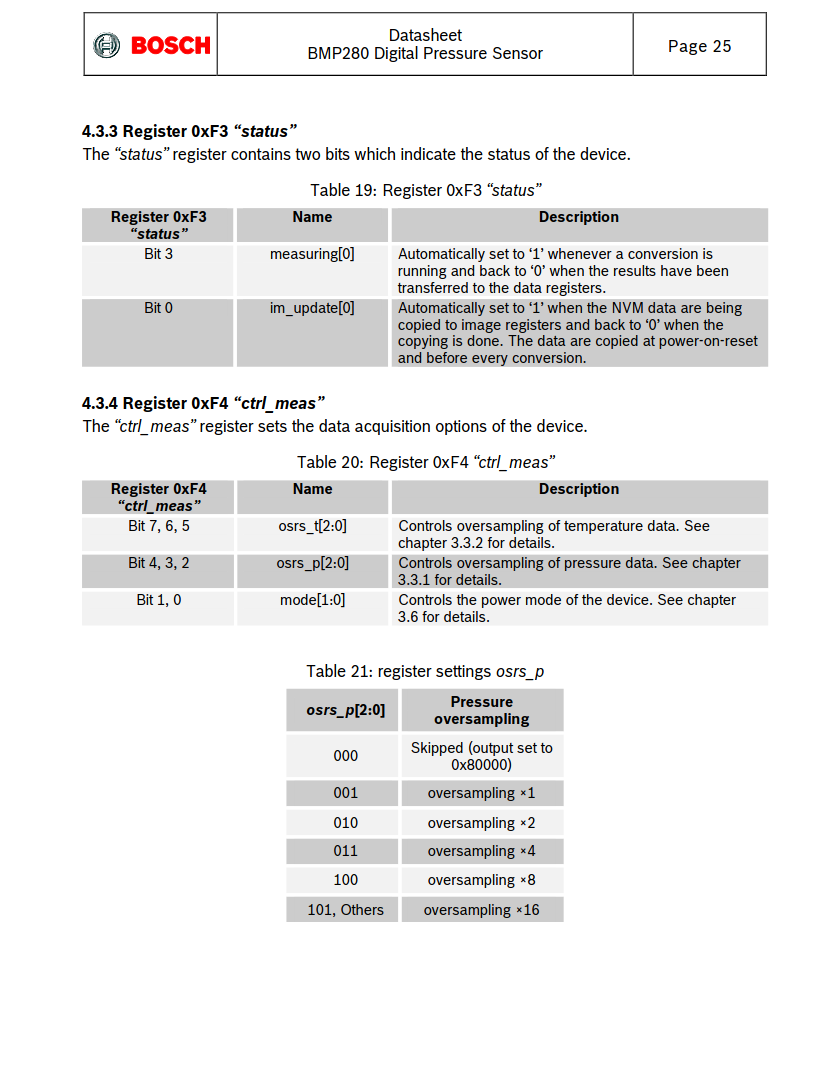 BOSCH
Datasheet
BMP280 Digital Pressure Sensor
Page 25
4.3.3 Register 0xF3 “status”
The “status” register contains two bits which indicate the status of the device.
Table 19: Register 0xF3 “status”
Register 0xF3 “status” Name Description
Bit 3 measuring[0] Automatically set to ‘1’ whenever a conversion is
running and back to ‘0’ when the results have been
transferred to the data registers.
Bit 0 im_update[0] Automatically set to ‘1’ when the NVM data are being
copied to image registers and back to ‘0’ when the
copying is done. The data are copied at power-on-reset
and before every conversion.
4.3.4 Register 0xF4 “ctrl_meas”
The “ctrl_meas” register sets the data acquisition options of the device.
Table 20: Register 0xF4 “ctrl_meas”
Register 0xF4 “ctrl_meas” Name Description
Bit 7, 6, 5 osrs_t[2:0] Controls oversampling of temperature data. See
chapter 3.3.2 for details.
Bit 4, 3, 2 osrs_p[2:0] Controls oversampling of pressure data. See chapter
3.3.1 for details.
Bit 1, 0 mode[1:0] Controls the power mode of the device. See chapter
3.6 for details.
Table 21: register settings osrs_p
osrs_p[2:0] Pressure oversampling
000 Skipped (output set to 0x80000)
001 oversampling ×1
010 oversampling ×2
011 oversampling ×4
100 oversampling ×8
101, Others oversampling ×16